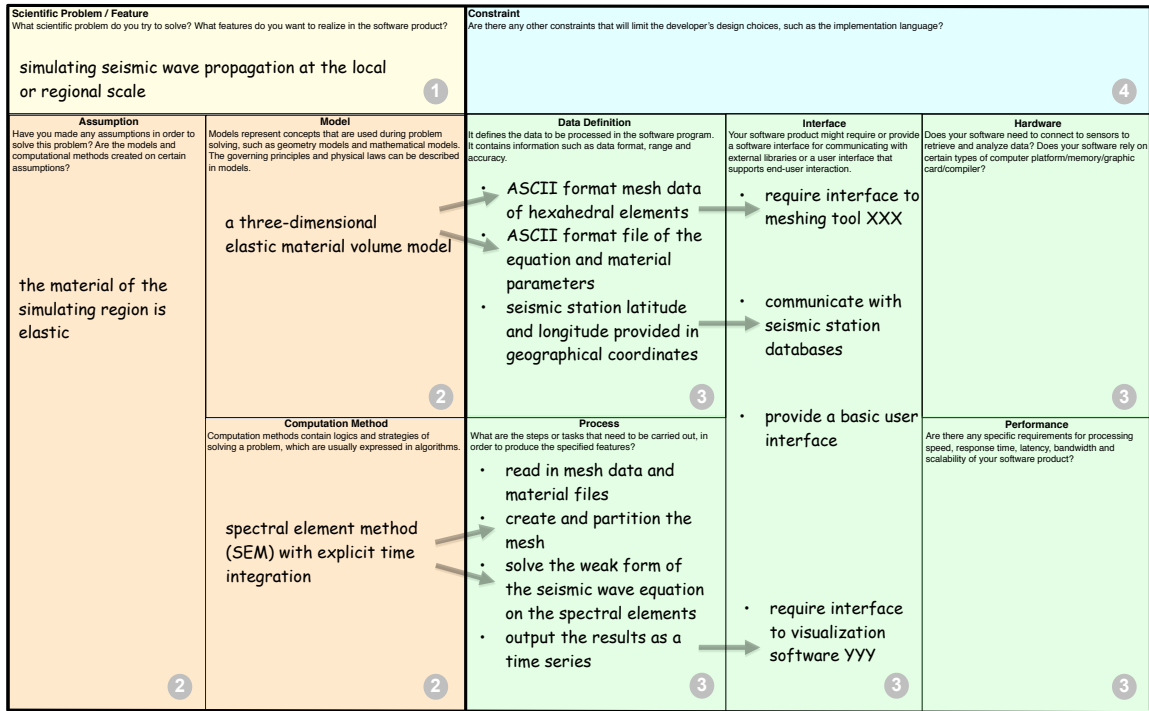 Scientific Problem / Feature
What scientific problem do you try to solve? What features do you want to realize in the software product?
simulating seismic wave propagation at the local
or regional scale
1
Constraint
Are there any other constraints that will limit the developer's design choices, such as the implementation language?
4
Assumption
Have you made any assumptions in order to
solve this problem? Are the models and
computational methods created on certain
assumptions?
the material of the
simulating region is
elastic
2
Model
Models represent concepts that are used during problem
solving, such as geometry models and mathematical models.
The governing principles and physical laws can be described
in models.
a three-dimensional
elastic material volume model
2
Computation Method
Computation methods contain logics and strategies of
solving a problem, which are usually expressed in algorithms.
spectral element method
(SEM) with explicit time
integration
2
Data Definition
It defines the data to be processed in the software program.
It contains information such as data format, range and
accuracy.
• ASCII format mesh data
of hexahedral elements
• ASCII format file of the
equation and material
parameters
• seismic station latitude
and longitude provided in
geographical coordinates
3
Process
What are the steps or tasks that need to be carried out, in
order to produce the specified features?
• read in mesh data and
material files
• create and partition the
mesh
• solve the weak form of
the seismic wave equation
on the spectral elements
• output the results as a
time series
3
Interface
Your software product might require or provide
a software interface for communicating with
external libraries or a user interface that
supports end-user interaction.
• require interface to
meshing tool XXX
• communicate with
seismic station
databases
• provide a basic user
interface
• require interface
to visualization
software YYY
3
Hardware
Does your software need to connect to sensors to
retrieve and analyze data? Does your software rely on
certain types of computer platform/memory/graphic
card/compiler?
3
Performance
Are there any specific requirements for processing
speed, response time, latency, bandwidth and
scalability of your software product?
3